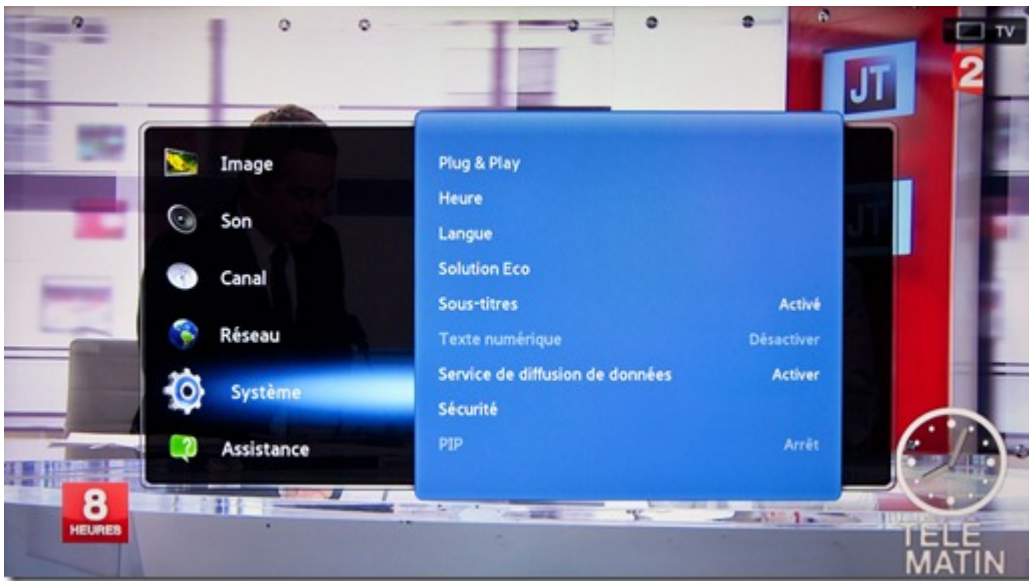 TV
2
JT
JT
Image
Son
Canal
Réseau
Système
Assistance
Plug & Play
Heure
Langue
Solution Eco
Sous-titres Activé
Texte numérique Désactiver
Service de diffusion de données Activer
Sécurité
PIP Arrêt
8
HEURES
TELE
MATIN